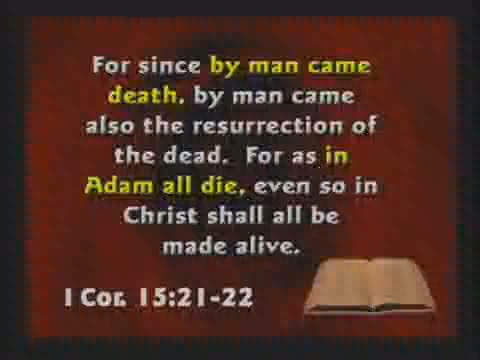 For since by man came
death, by man came
also the resurrection of
the dead. For as in
Adam all die, even so in
Christ shall all be
made alive.
1 Cor. 15:21-22